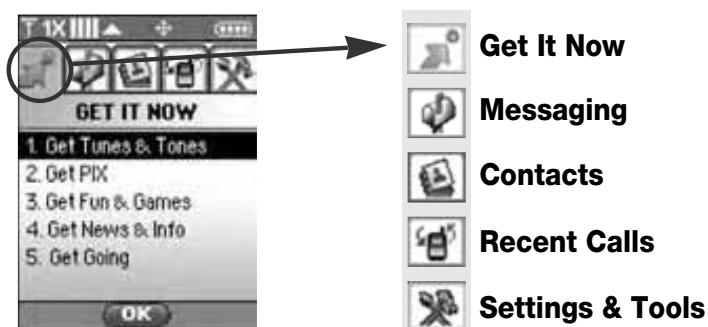 1X
GET IT NOW
1. Get Tunes & Tones
2. Get PIX
3. Get Fun & Games
4. Get News & Info
5. Get Going
OK
Get It Now
Messaging
Contacts
Recent Calls
Settings & Tools